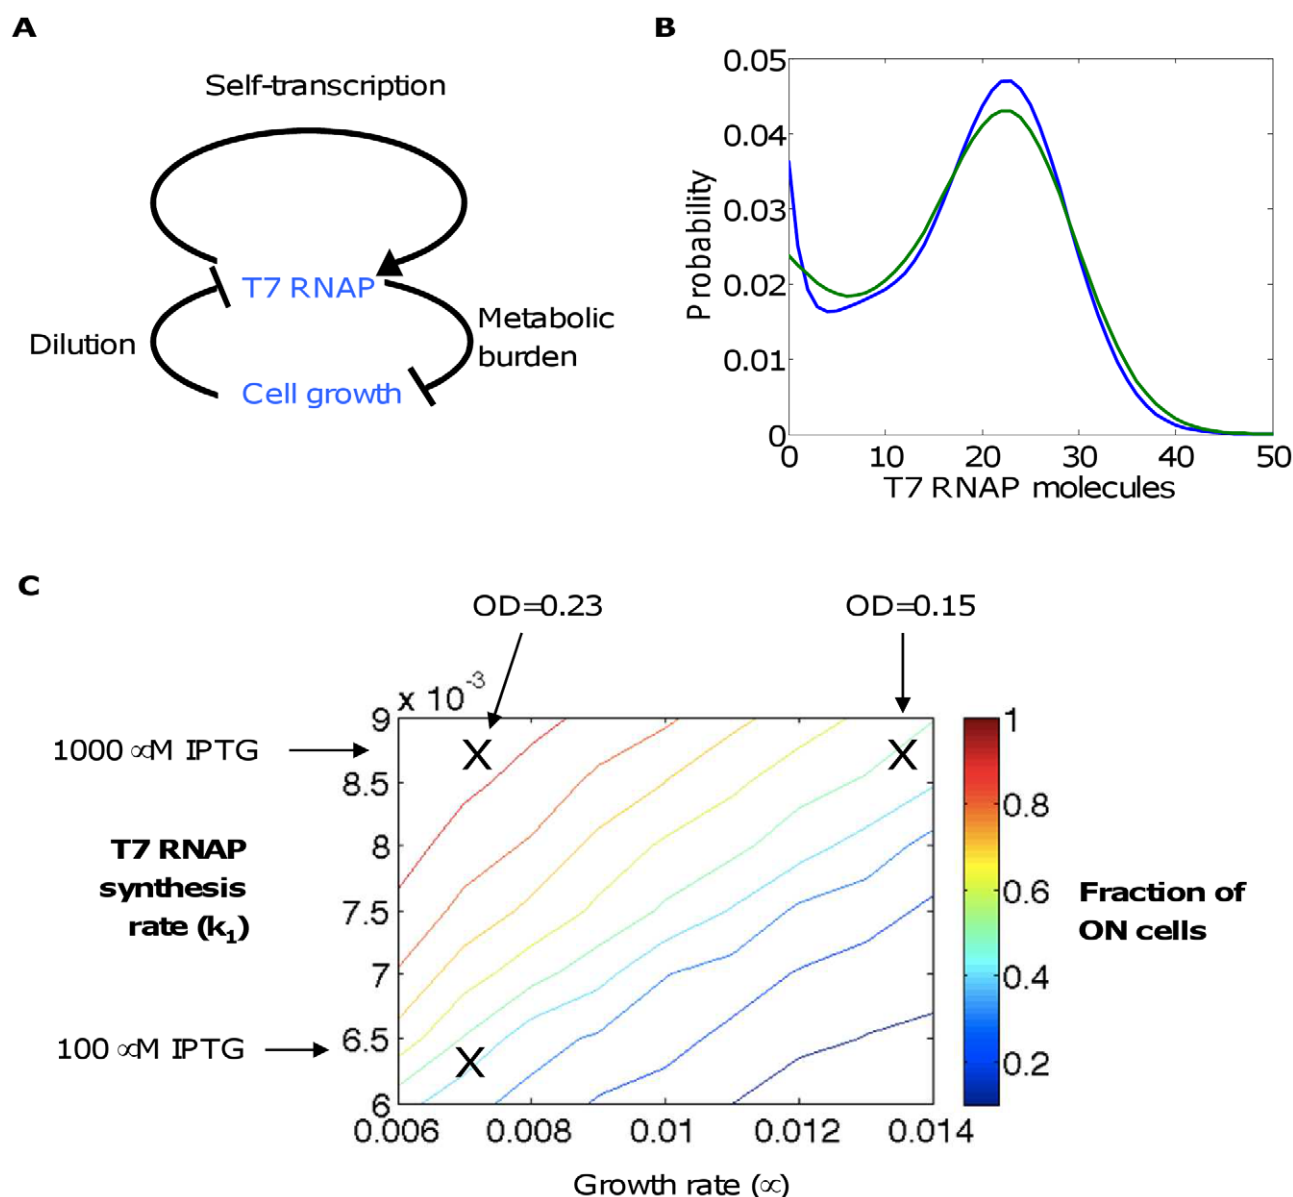 A
Self-transcription
T7 RNAP
Dilution
Metabolic
burden
Cell growth
B
0.05
0.04
0.03
0.02
0.01
0
Probability
0 10 20 30 40 50
T7 RNAP molecules
C
OD=0.23
OD=0.15
x 10-3
1000 ∝M IPTG
T7 RNAP
synthesis
rate (k1)
100 ∝M IPTG
9
8.5
8
7.5
7
6.5
6
X
X
X
0.006 0.008 0.01 0.012 0.014
Growth rate (∝)
1
0.8
0.6
0.4
0.2
Fraction of
ON cells